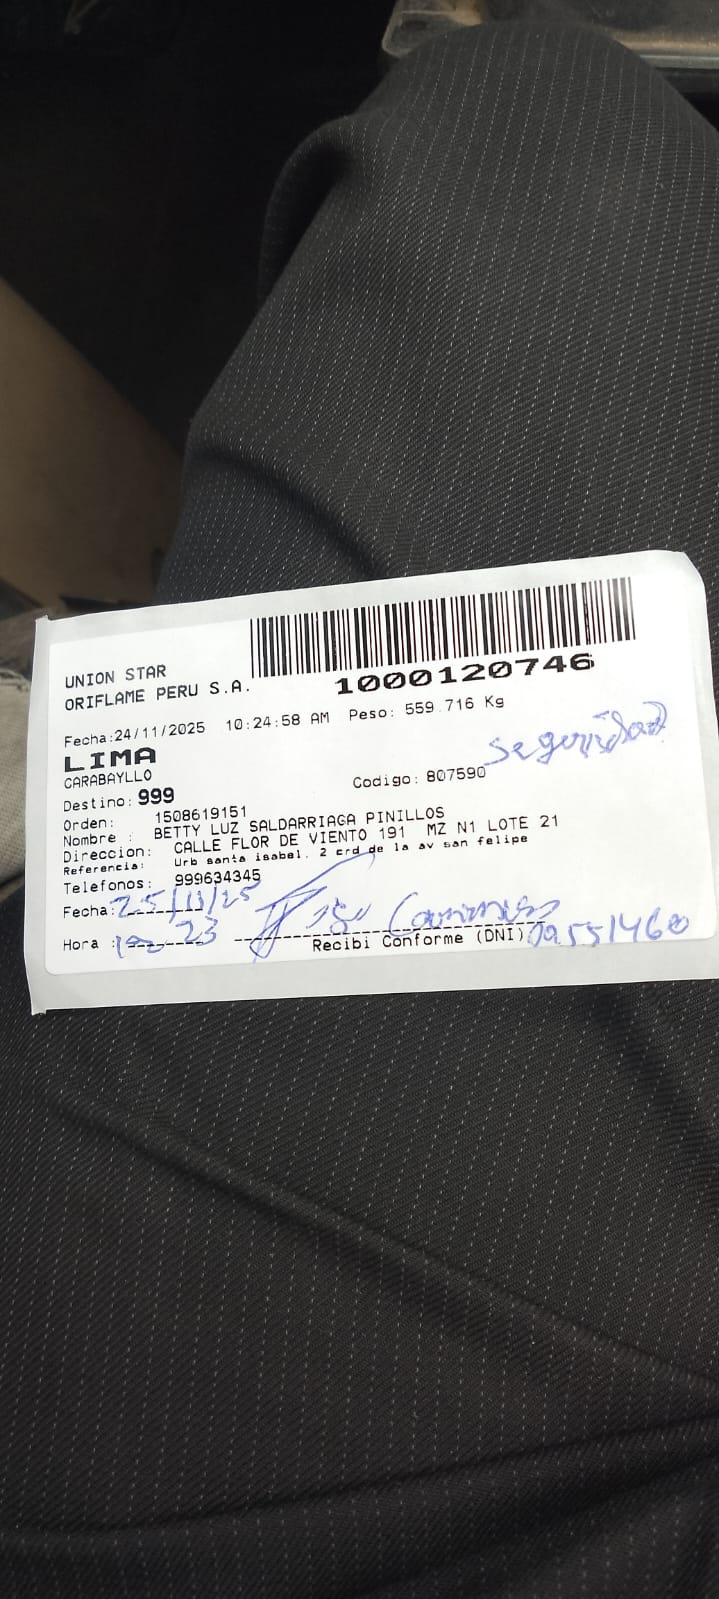 UNION STAR
ORIFLAME PERU S.A.
1000120746
Fecha:24/11/2025 10:24:58 AM Peso: 559.716 Kg
LIMA
Seguridad
CARABAYLLO
Codigo: 807590
Destino: 999
Orden: 1508619151
Nombre : BETTY LUZ SALDARRIAGA PINILLOS
Direccion: CALLE FLOR DE VIENTO 191 MZ N1 LOTE 21
Referencia: Urb santa isabel. 2 crd de la av san felipe
Telefonos: 999634345
Fecha: 25/11/25
Hora :
Recibi Conforme (DNI) 09551460